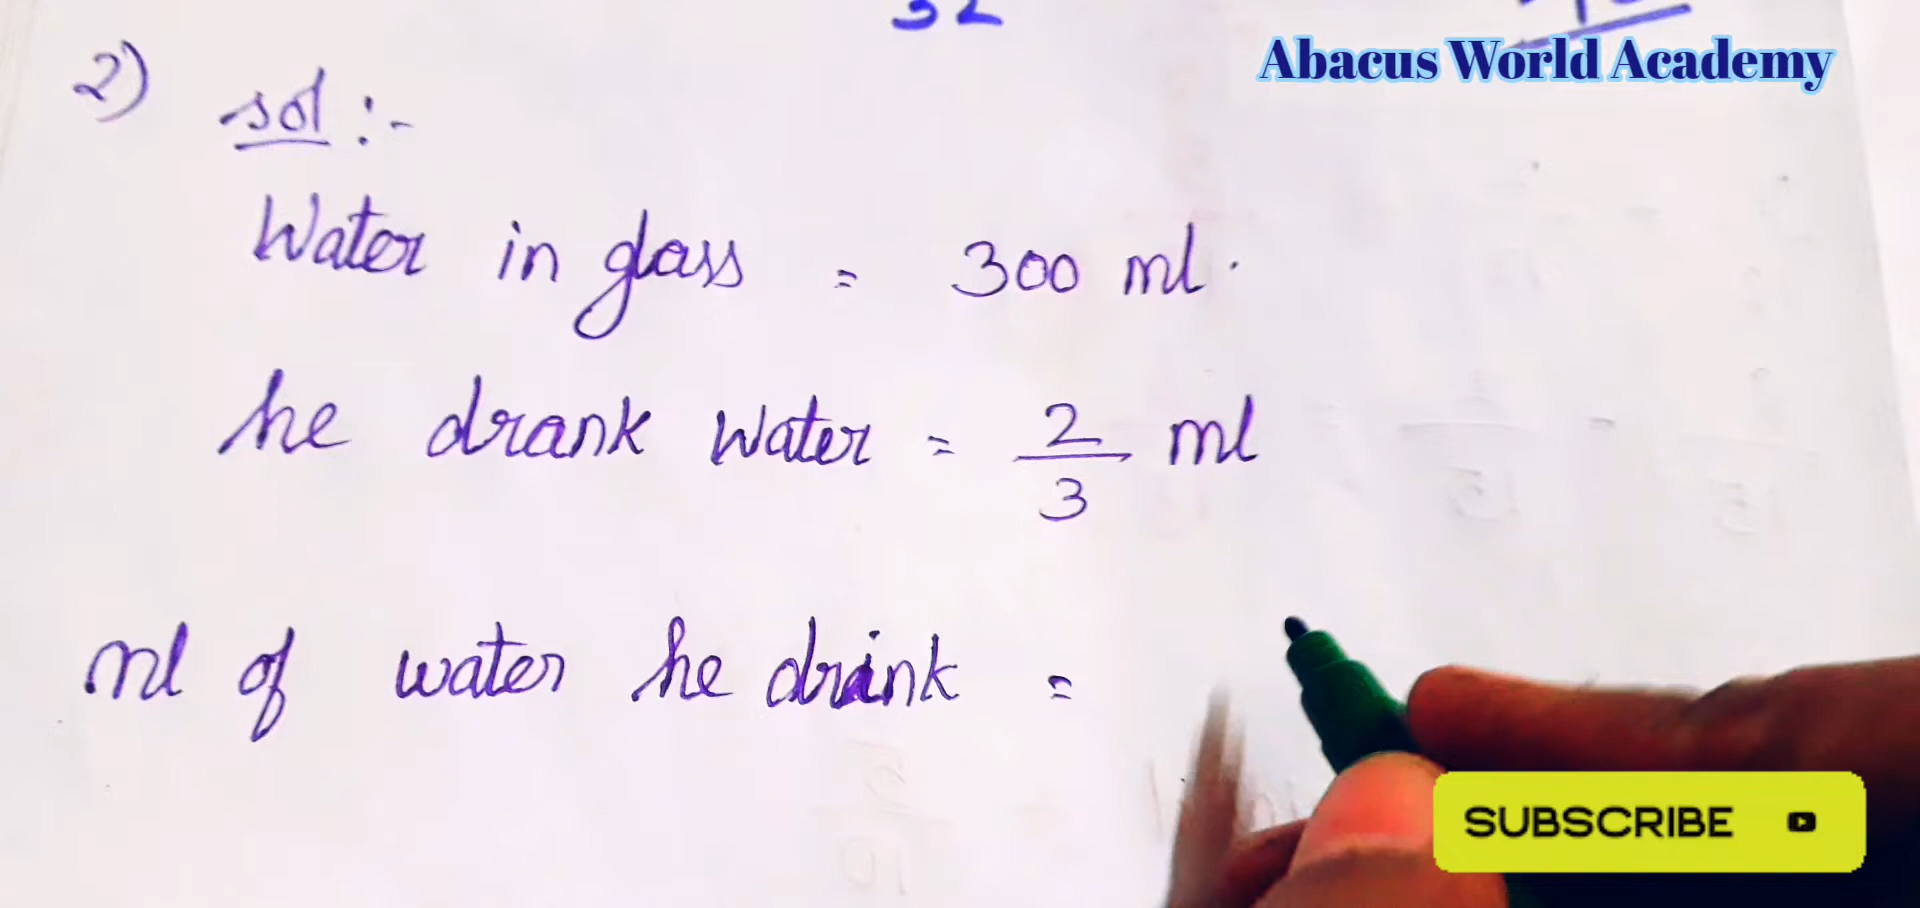 32
Abacus World Academy
2) sol :-
Water in glass = 300 ml.
he drank water = 2/3 ml
ml of water he drink =
SUBSCRIBE